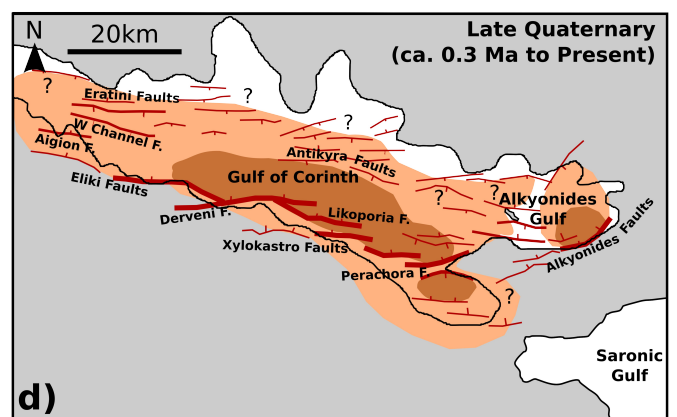 N
20km
Late Quaternary
(ca. 0.3 Ma to Present)
?
Eratini Faults
?
W Channel F.
?
Aigion F.
Antikyra Faults
Gulf of Corinth
Eliki Faults
?
?
Alkyonides
Gulf
Derveni F.
Likoporia F.
Alkyonides Faults
Xylokastro Faults
Perachora F.
?
Saronic
Gulf
d)